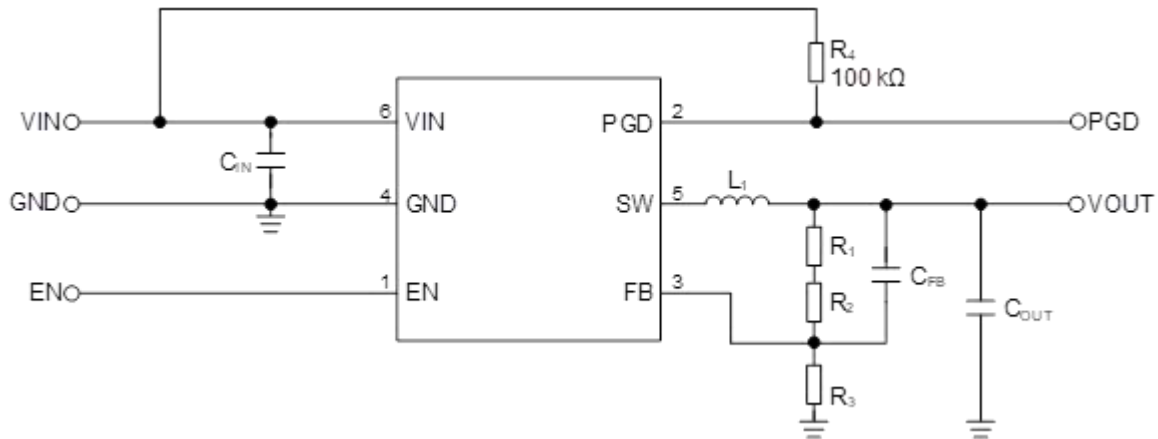 R4
100 kΩ
VIN
6
VIN
PGD
2
PGD
CIN
L1
GND
4
GND
SW
5
VOUT
R1
CFB
EN
1
EN
FB
3
R2
COUT
R3